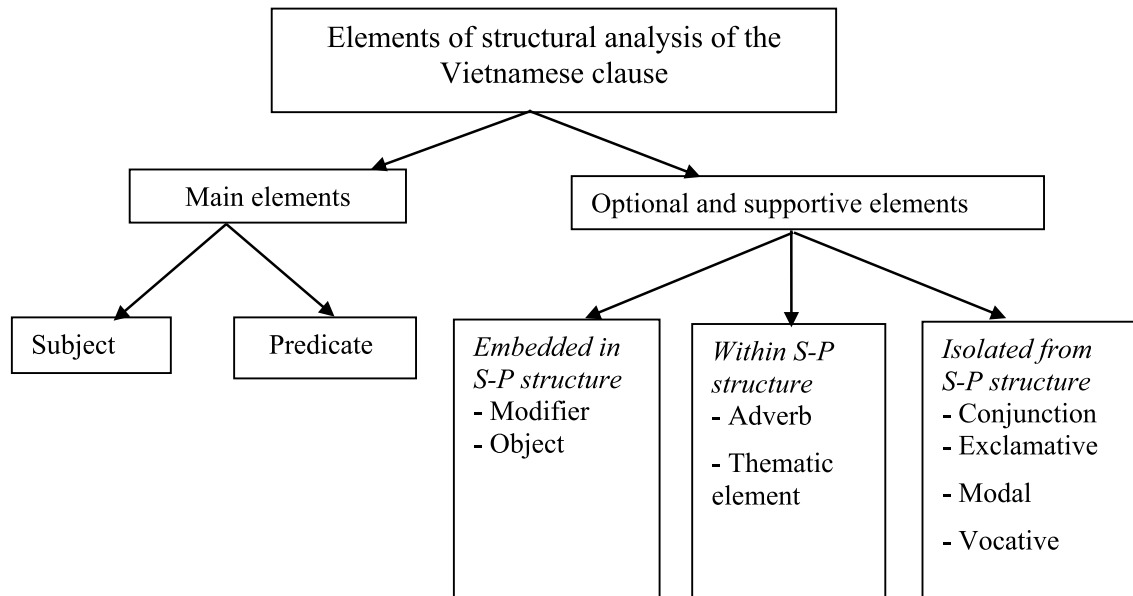 Elements of structural analysis of the
Vietnamese clause
Main elements
Optional and supportive elements
Subject
Predicate
Embedded in
S-P structure
- Modifier
- Object
Within S-P
structure
- Adverb
- Thematic
element
Isolated from
S-P structure
- Conjunction
- Exclamative
- Modal
- Vocative